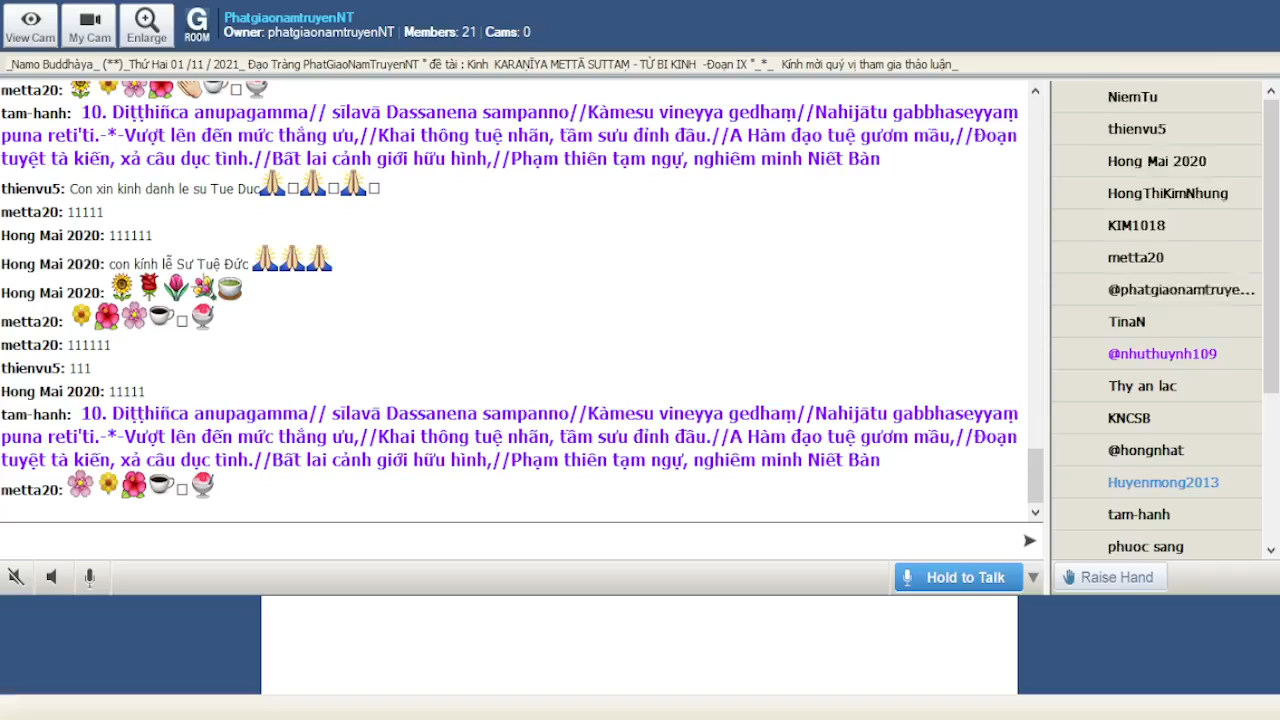 PhatgiaonamtruyenNT
View Cam
My Cam
Enlarge
G ROOM
Owner: phatgiaonamtruyenNT | Members: 21 | Cams: 0
_Namo Buddhàya_ (**)_Thứ Hai 01 /11 / 2021_ Đạo Tràng PhatGiaoNamTruyenNT " đề tài : Kinh KARAṆĪYA METTĀ SUTTAṂ - TỪ BI KINH -Đoạn IX "_*_ Kính mời quý vị tham gia thảo luận_
metta20:
tam-hanh: 10. Diṭṭhiñca anupagamma// sīlavā Dassanena sampanno//Kàmesu vineyya gedhaṃ//Nahijātu gabbhaseyyaṃ
puna reti'ti.-*-Vượt lên đến mức thắng ưu,//Khai thông tuệ nhãn, tầm sưu đỉnh đầu.//A Hàm đạo tuệ gươm mầu,//Đoạn
tuyệt tà kiến, xả câu dục tình.//Bất lai cảnh giới hữu hình,//Phạm thiên tạm ngự, nghiêm minh Niết Bàn
thienvu5: Con xin kinh danh le su Tue Duc
metta20: 11111
Hong Mai 2020: 111111
Hong Mai 2020: con kính lễ Sư Tuệ Đức
Hong Mai 2020:
metta20:
metta20: 111111
thienvu5: 111
Hong Mai 2020: 11111
tam-hanh: 10. Diṭṭhiñca anupagamma// sīlavā Dassanena sampanno//Kàmesu vineyya gedhaṃ//Nahijātu gabbhaseyyaṃ
puna reti'ti.-*-Vượt lên đến mức thắng ưu,//Khai thông tuệ nhãn, tầm sưu đỉnh đầu.//A Hàm đạo tuệ gươm mầu,//Đoạn
tuyệt tà kiến, xả câu dục tình.//Bất lai cảnh giới hữu hình,//Phạm thiên tạm ngự, nghiêm minh Niết Bàn
metta20:
Hold to Talk
NiemTu
thienvu5
Hong Mai 2020
HongThiKimNhung
KIM1018
metta20
@phatgiaonamtruye...
TinaN
@nhuthuynh109
Thy an lac
KNCSB
@hongnhat
Huyenmong2013
tam-hanh
phuoc sang
Raise Hand